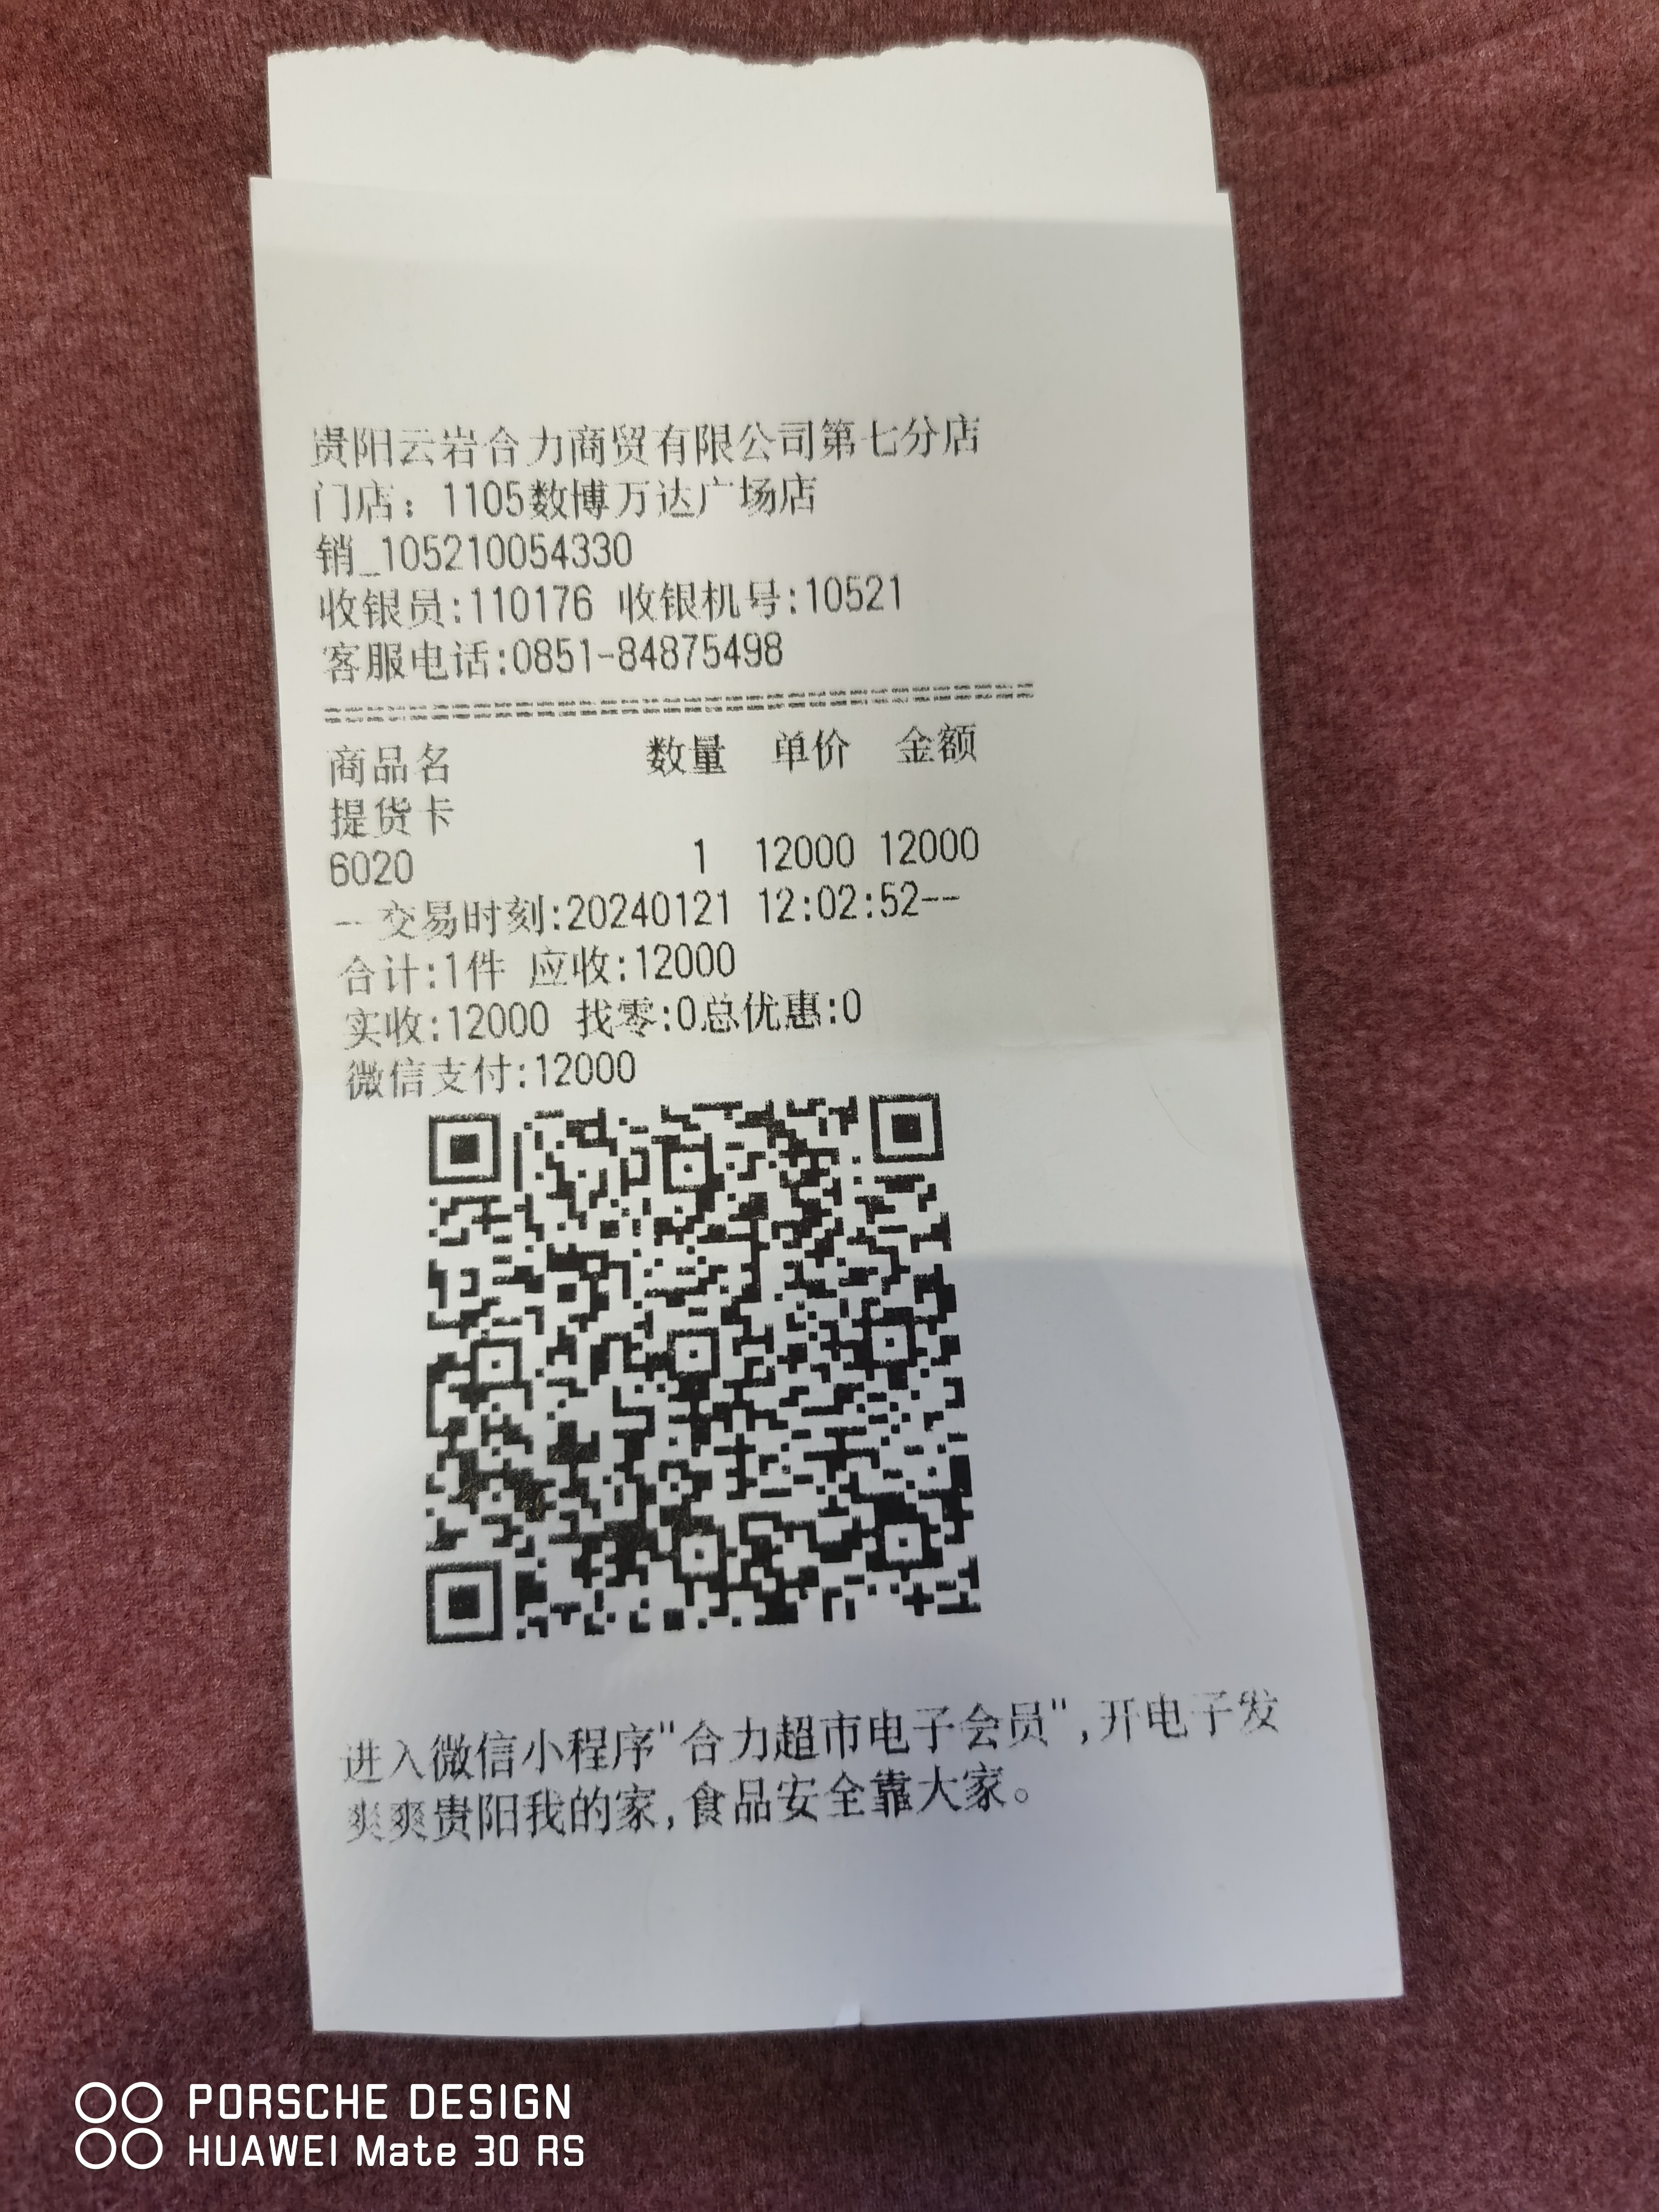 贵阳云岩合力商贸有限公司第七分店
门店：1105数博万达广场店
销_105210054330
收银员:110176 收银机号:10521
客服电话:0851-84875498
商品名 数量 单价 金额
提货卡
6020 1 12000 12000
--交易时刻:20240121 12:02:52--
合计:1件 应收:12000
实收:12000 找零:0总优惠:0
微信支付:12000
进入微信小程序"合力超市电子会员",开电子发
爽爽贵阳我的家,食品安全靠大家。
PORSCHE DESIGN
HUAWEI Mate 30 RS